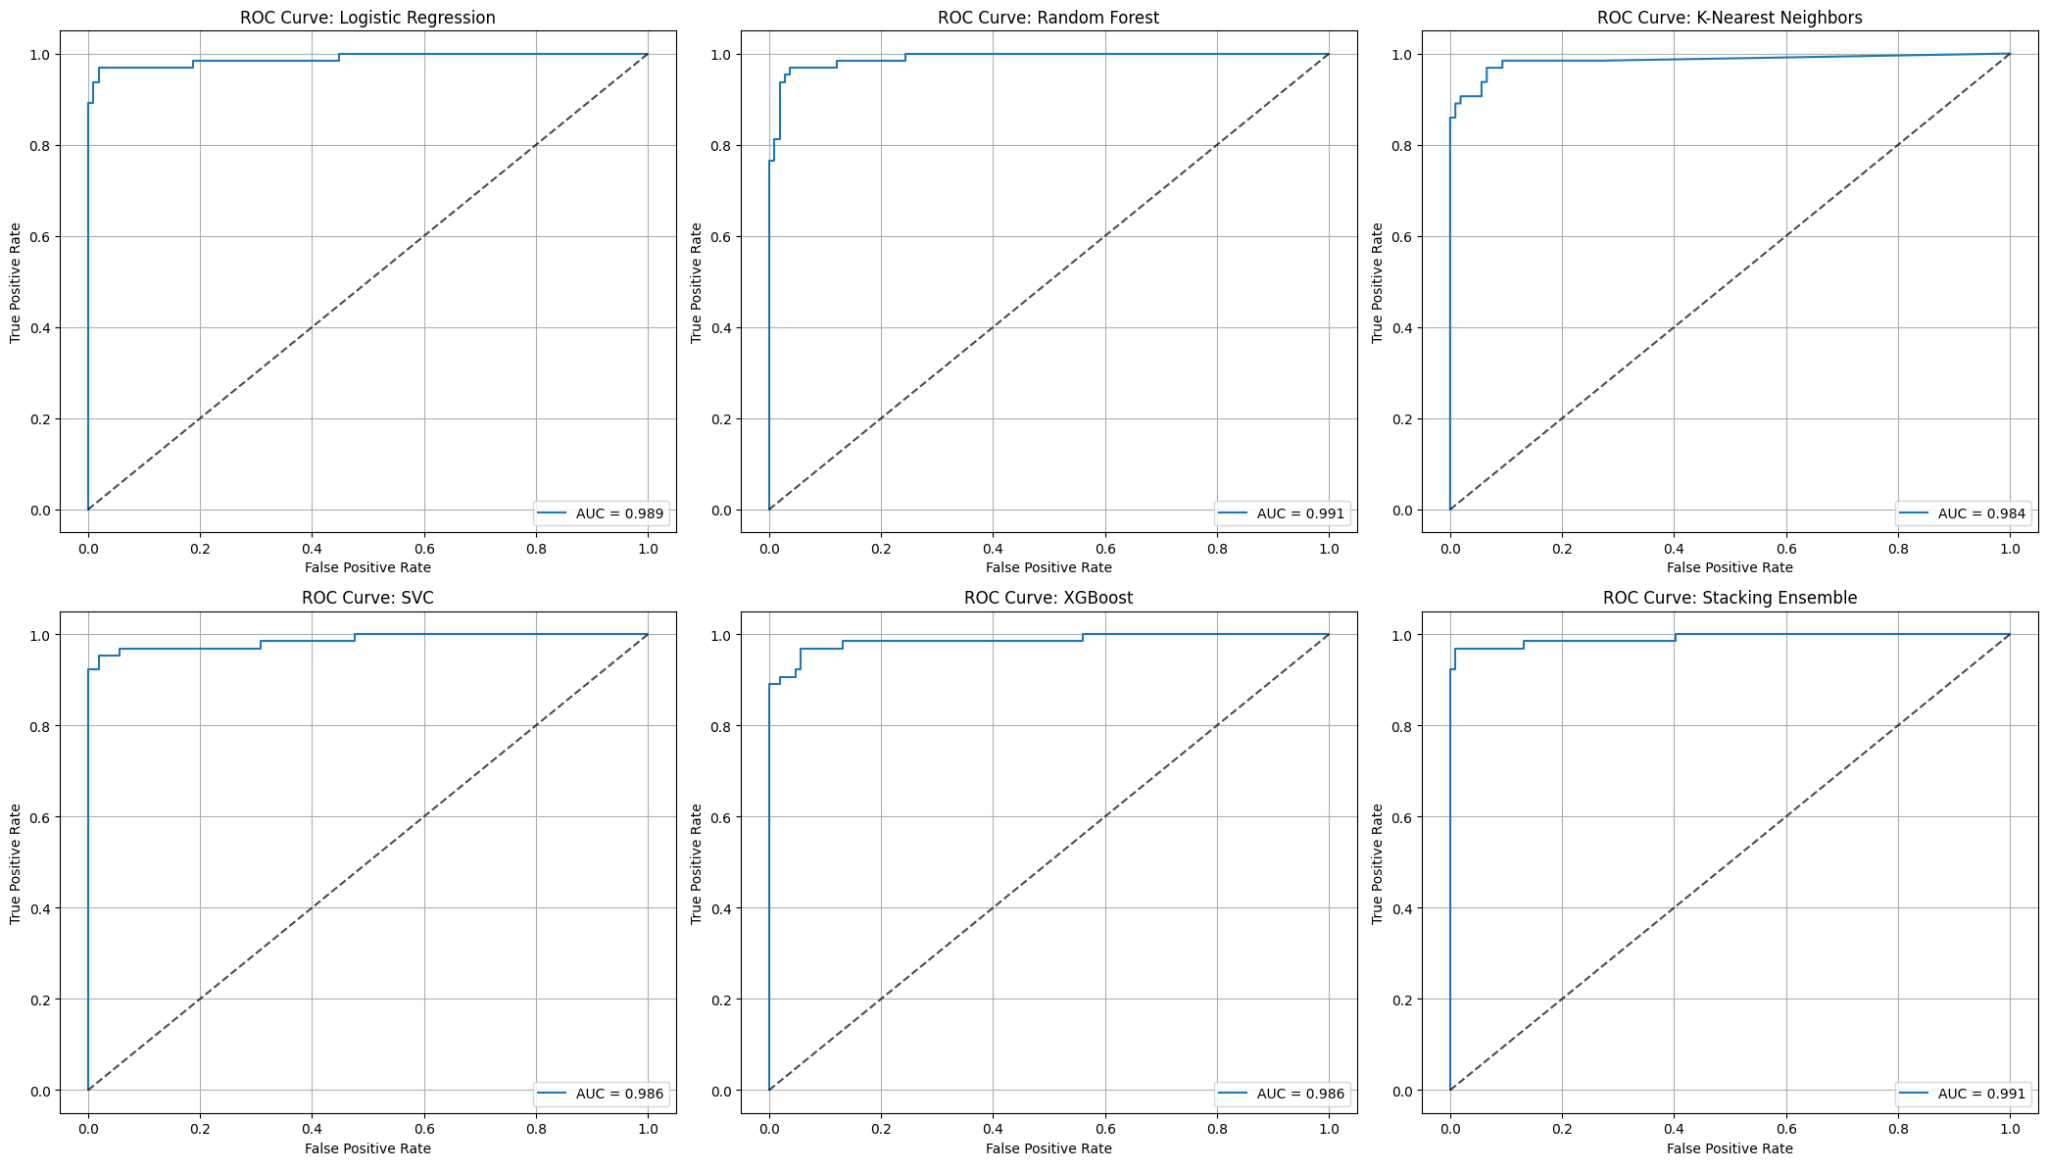 ROC Curve: Logistic Regression
1.0
0.8
0.6
0.4
0.2
0.0
True Positive Rate
AUC = 0.989
0.0 0.2 0.4 0.6 0.8 1.0
False Positive Rate
ROC Curve: Random Forest
1.0
0.8
0.6
0.4
0.2
0.0
True Positive Rate
AUC = 0.991
0.0 0.2 0.4 0.6 0.8 1.0
False Positive Rate
ROC Curve: K-Nearest Neighbors
1.0
0.8
0.6
0.4
0.2
0.0
True Positive Rate
AUC = 0.984
0.0 0.2 0.4 0.6 0.8 1.0
False Positive Rate
ROC Curve: SVC
1.0
0.8
0.6
0.4
0.2
0.0
True Positive Rate
AUC = 0.986
0.0 0.2 0.4 0.6 0.8 1.0
False Positive Rate
ROC Curve: XGBoost
1.0
0.8
0.6
0.4
0.2
0.0
True Positive Rate
AUC = 0.986
0.0 0.2 0.4 0.6 0.8 1.0
False Positive Rate
ROC Curve: Stacking Ensemble
1.0
0.8
0.6
0.4
0.2
0.0
True Positive Rate
AUC = 0.991
0.0 0.2 0.4 0.6 0.8 1.0
False Positive Rate